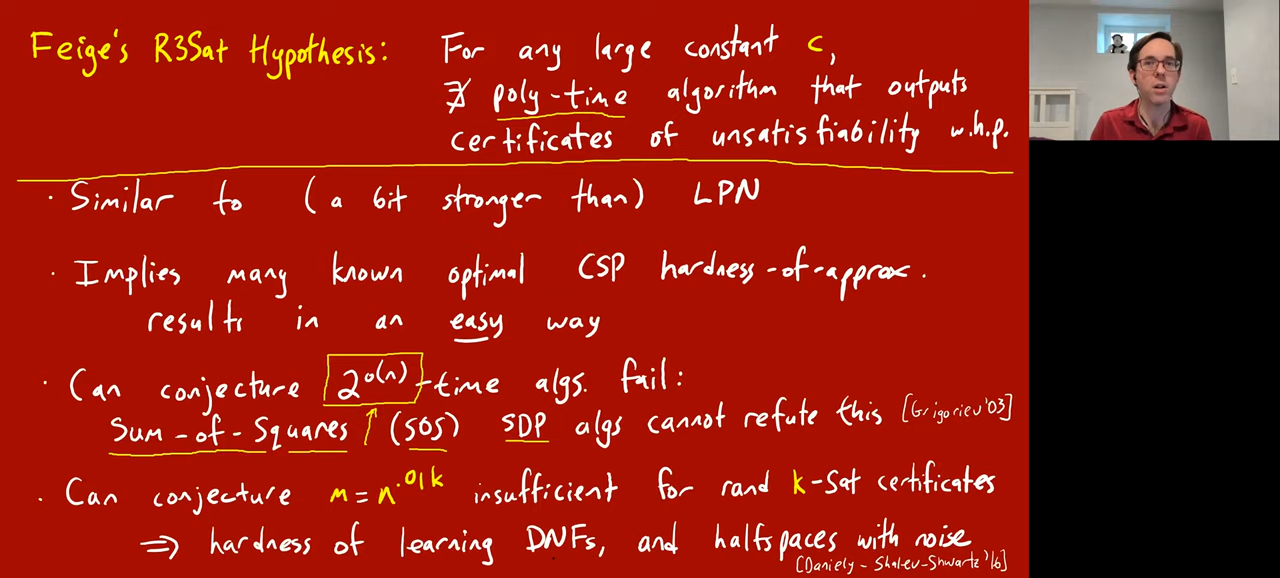 Feige's R3Sat Hypothesis: For any large constant c,
∄ poly-time algorithm that outputs
certificates of unsatisfiability w.h.p.
· Similar to (a bit stronger than) LPN
· Implies many known optimal CSP hardness-of-approx.
results in an easy way
· Can conjecture 2^o(n)-time algs. fail:
Sum-of-Squares (SOS) SDP algs cannot refute this [Grigoriev '03]
· Can conjecture m = n^.01k insufficient for rand k-Sat certificates
⇒ hardness of learning DNFs, and halfspaces with noise
[Daniely - Shalev-Shwartz '16]